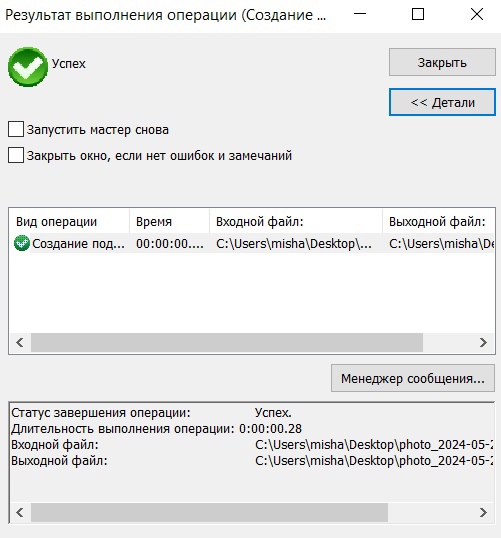 Результат выполнения операции (Создание ...
Успех
Закрыть
<< Детали
Запустить мастер снова
Закрыть окно, если нет ошибок и замечаний
Вид операции Время Входной файл: Выходной файл:
Создание под... 00:00:00.... C:\Users\misha\Desktop\... C:\Users\misha\De
Менеджер сообщения...
Статус завершения операции: Успех.
Длительность выполнения операции: 0:00:00.28
Входной файл: C:\Users\misha\Desktop\photo_2024-05-2
Выходной файл: C:\Users\misha\Desktop\photo_2024-05-2